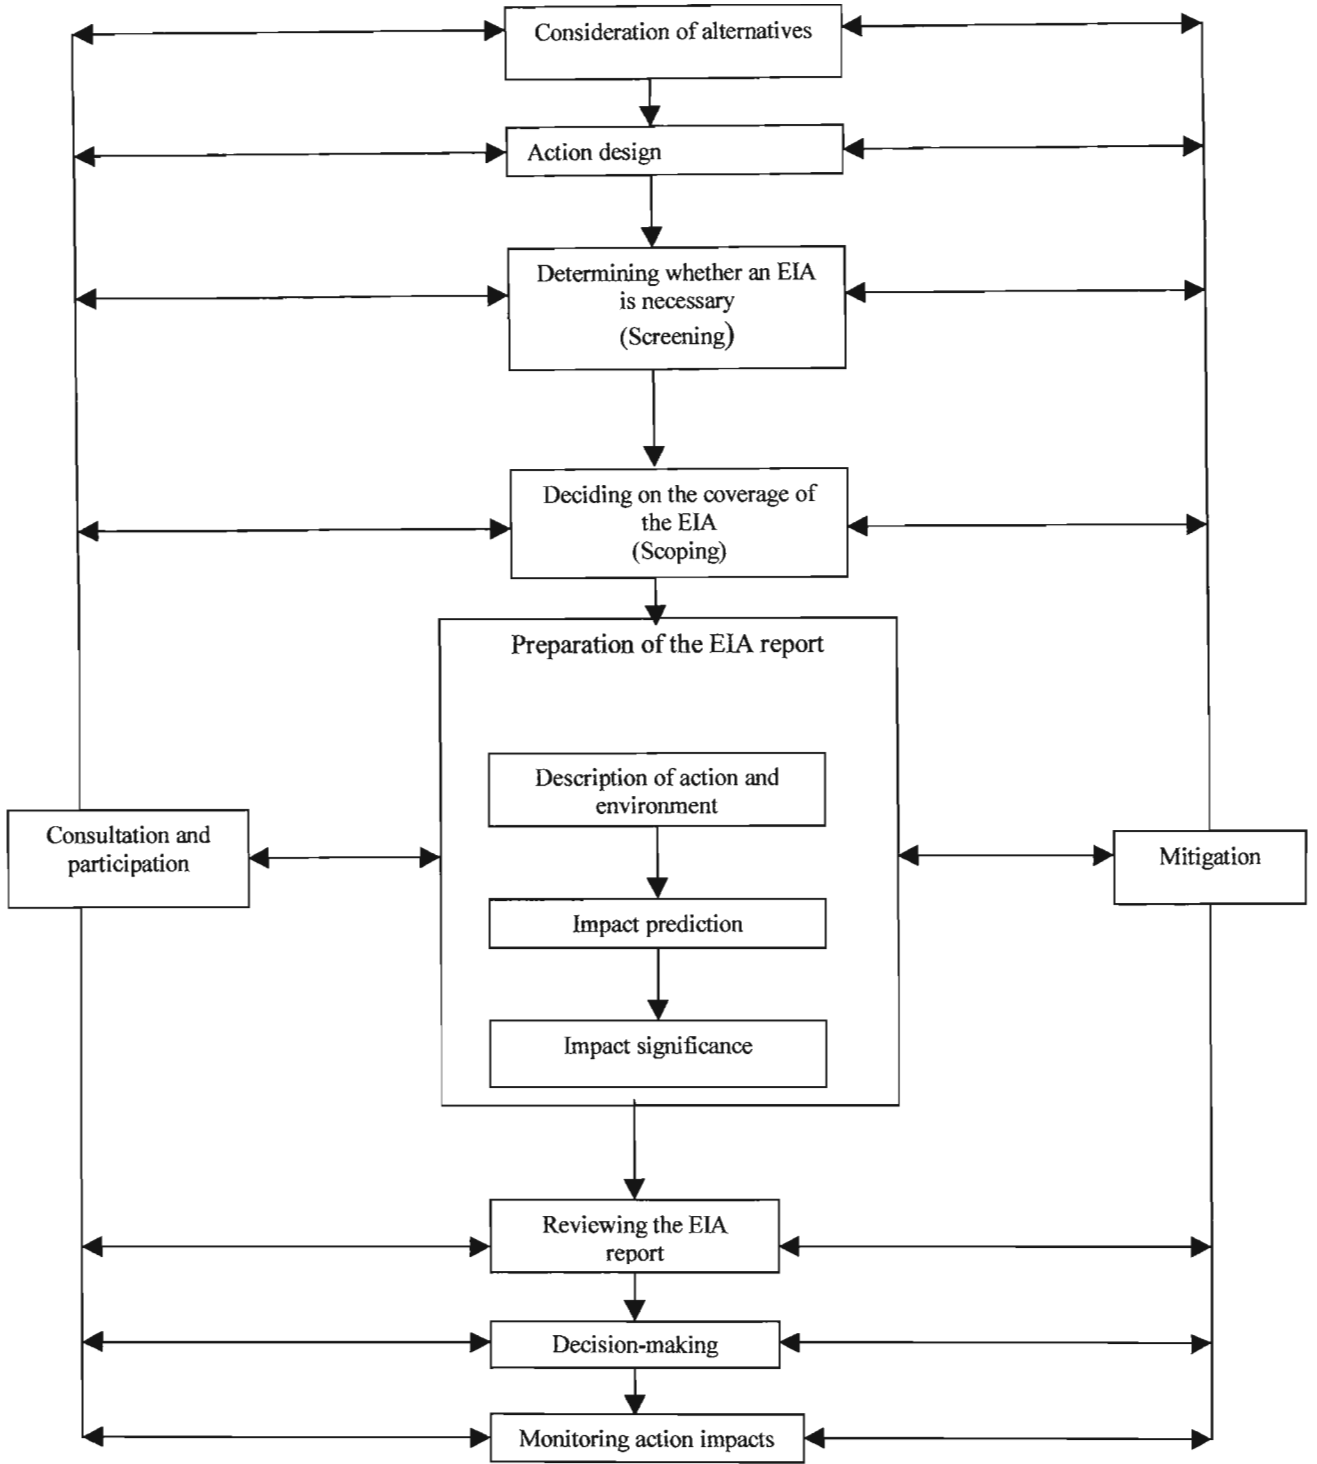 Consideration of alternatives
Action design
Determining whether an EIA
is necessary
(Screening)
Deciding on the coverage of
the EIA
(Scoping)
Preparation of the EIA report
Description of action and
environment
Consultation and
participation
Mitigation
Impact prediction
Impact significance
Reviewing the EIA
report
Decision-making
Monitoring action impacts